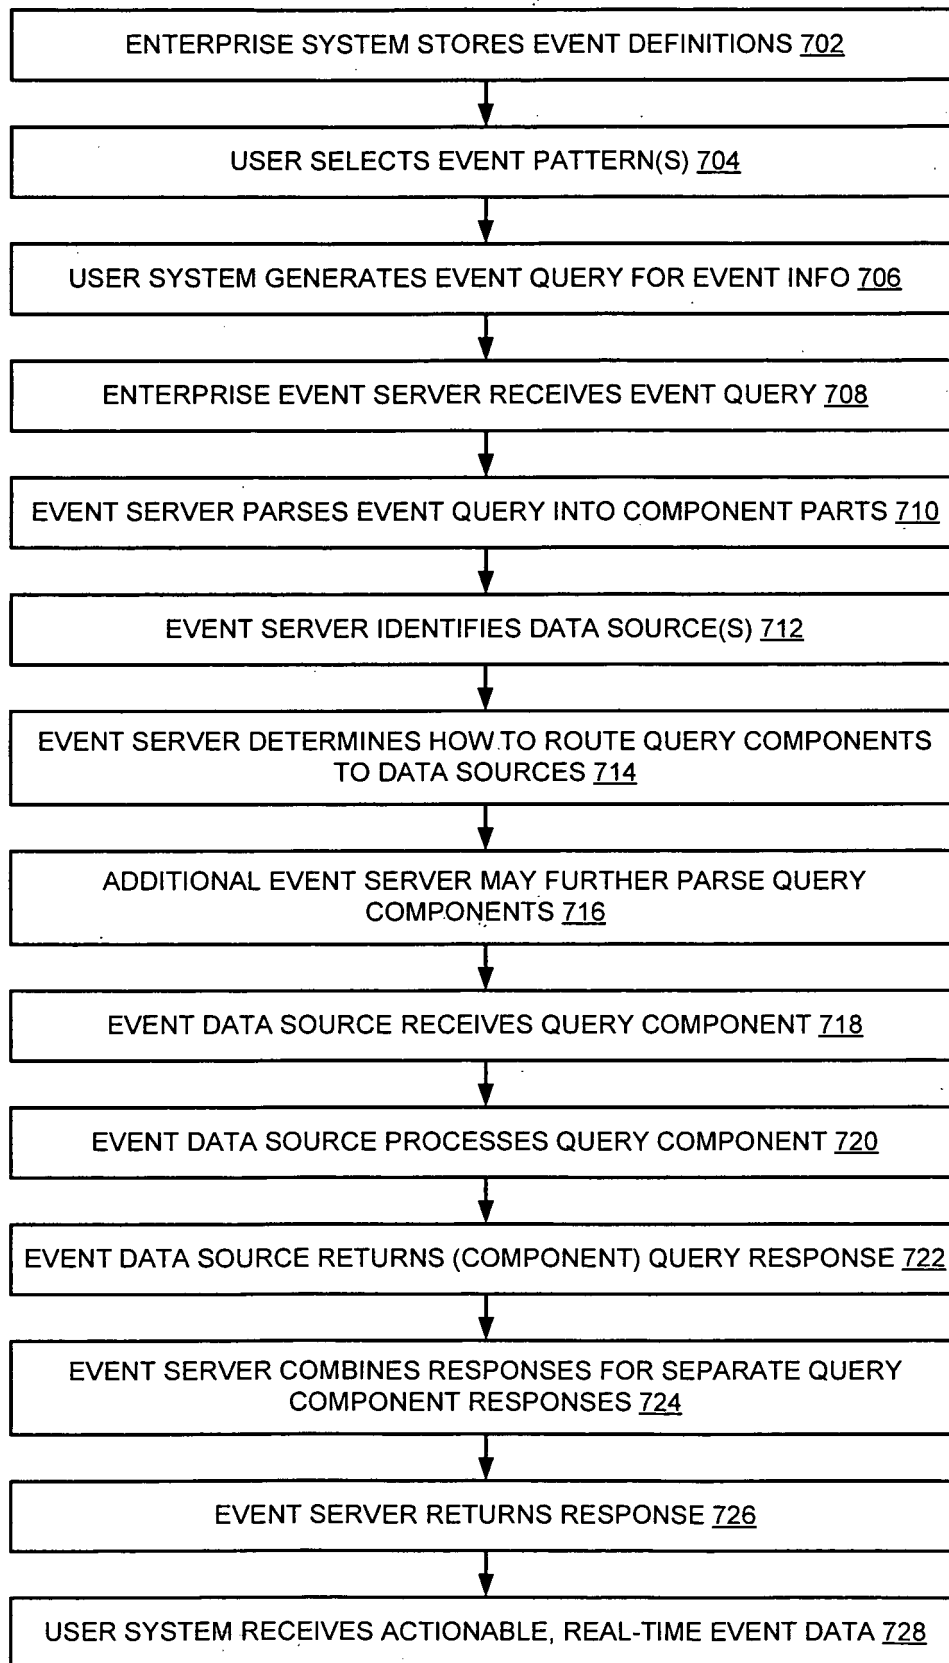 ENTERPRISE SYSTEM STORES EVENT DEFINITIONS 702
USER SELECTS EVENT PATTERN(S) 704
USER SYSTEM GENERATES EVENT QUERY FOR EVENT INFO 706
ENTERPRISE EVENT SERVER RECEIVES EVENT QUERY 708
EVENT SERVER PARSES EVENT QUERY INTO COMPONENT PARTS 710
EVENT SERVER IDENTIFIES DATA SOURCE(S) 712
EVENT SERVER DETERMINES HOW TO ROUTE QUERY COMPONENTS
TO DATA SOURCES 714
ADDITIONAL EVENT SERVER MAY FURTHER PARSE QUERY
COMPONENTS 716
EVENT DATA SOURCE RECEIVES QUERY COMPONENT 718
EVENT DATA SOURCE PROCESSES QUERY COMPONENT 720
EVENT DATA SOURCE RETURNS (COMPONENT) QUERY RESPONSE 722
EVENT SERVER COMBINES RESPONSES FOR SEPARATE QUERY
COMPONENT RESPONSES 724
EVENT SERVER RETURNS RESPONSE 726
USER SYSTEM RECEIVES ACTIONABLE, REAL-TIME EVENT DATA 728